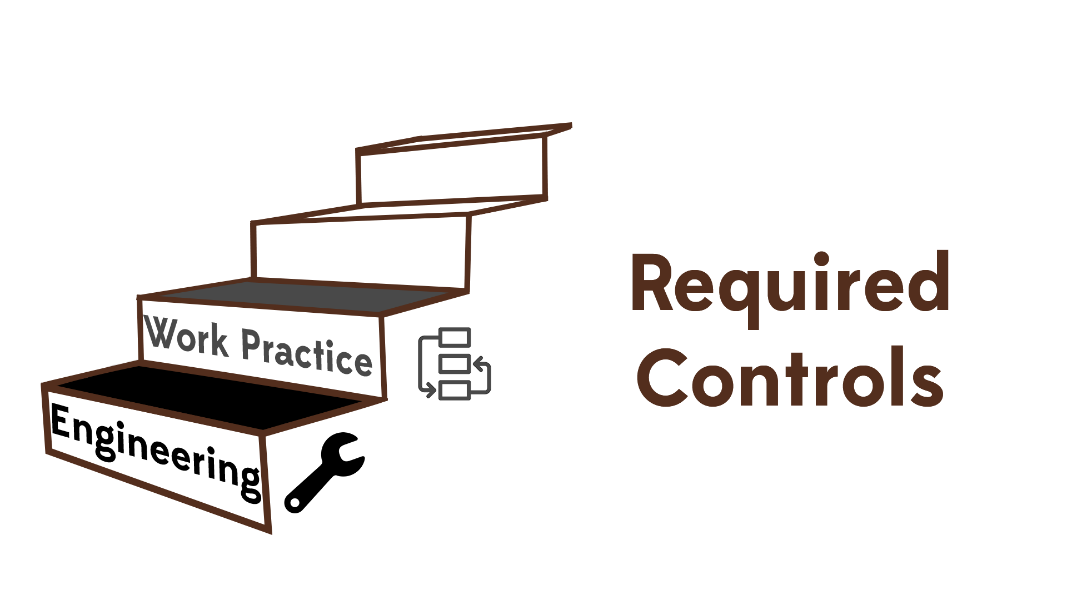 Work Practice
Engineering
Required
Controls